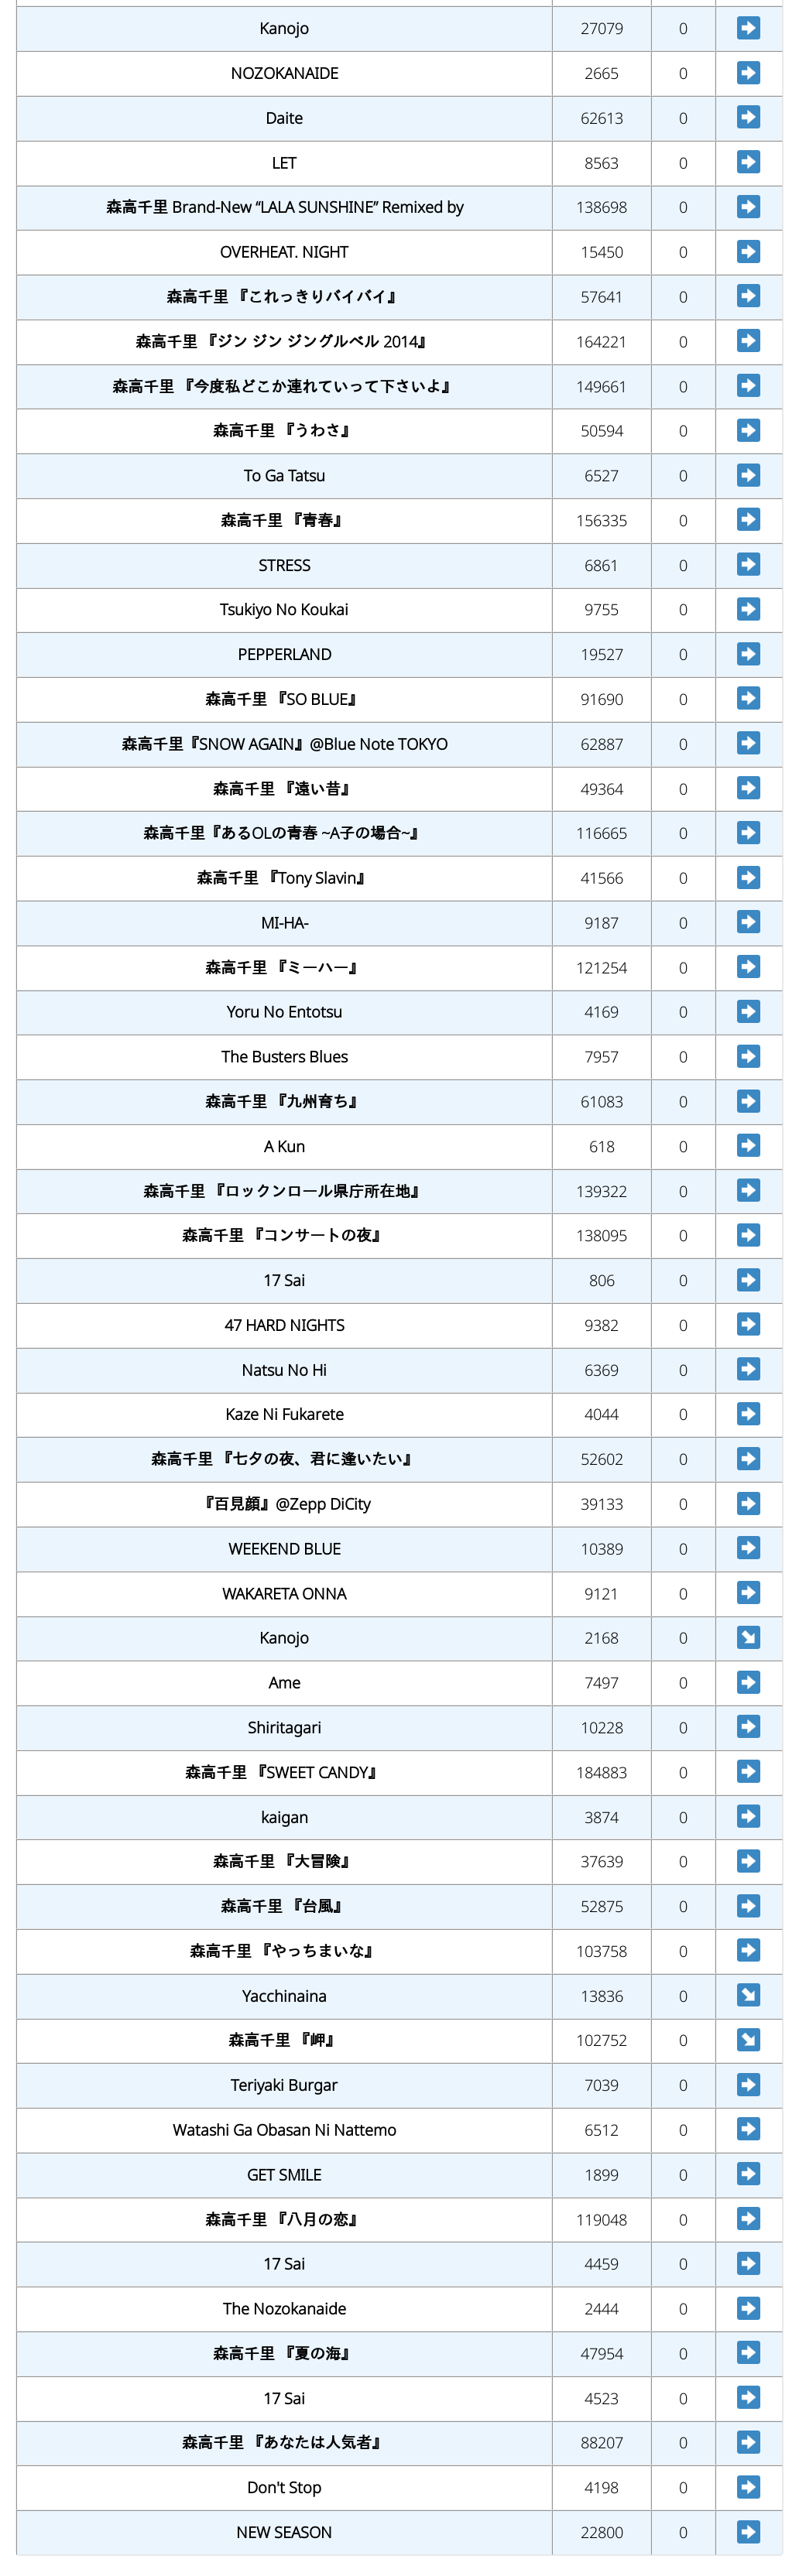 Kanojo 27079 0
NOZOKANAIDE 2665 0
Daite 62613 0
LET 8563 0
森高千里 Brand-New “LALA SUNSHINE” Remixed by 138698 0
OVERHEAT. NIGHT 15450 0
森高千里 『これっきりバイバイ』 57641 0
森高千里 『ジン ジン ジングルベル 2014』 164221 0
森高千里 『今度私どこか連れていって下さいよ』 149661 0
森高千里 『うわさ』 50594 0
To Ga Tatsu 6527 0
森高千里 『青春』 156335 0
STRESS 6861 0
Tsukiyo No Koukai 9755 0
PEPPERLAND 19527 0
森高千里 『SO BLUE』 91690 0
森高千里『SNOW AGAIN』@Blue Note TOKYO 62887 0
森高千里 『遠い昔』 49364 0
森高千里『あるOLの青春 ~A子の場合~』 116665 0
森高千里 『Tony Slavin』 41566 0
MI-HA- 9187 0
森高千里 『ミーハー』 121254 0
Yoru No Entotsu 4169 0
The Busters Blues 7957 0
森高千里 『九州育ち』 61083 0
A Kun 618 0
森高千里 『ロックンロール県庁所在地』 139322 0
森高千里 『コンサートの夜』 138095 0
17 Sai 806 0
47 HARD NIGHTS 9382 0
Natsu No Hi 6369 0
Kaze Ni Fukarete 4044 0
森高千里 『七夕の夜、君に逢いたい』 52602 0
『百見顔』@Zepp DiCity 39133 0
WEEKEND BLUE 10389 0
WAKARETA ONNA 9121 0
Kanojo 2168 0
Ame 7497 0
Shiritagari 10228 0
森高千里 『SWEET CANDY』 184883 0
kaigan 3874 0
森高千里 『大冒険』 37639 0
森高千里 『台風』 52875 0
森高千里 『やっちまいな』 103758 0
Yacchinaina 13836 0
森高千里 『岬』 102752 0
Teriyaki Burgar 7039 0
Watashi Ga Obasan Ni Nattemo 6512 0
GET SMILE 1899 0
森高千里 『八月の恋』 119048 0
17 Sai 4459 0
The Nozokanaide 2444 0
森高千里 『夏の海』 47954 0
17 Sai 4523 0
森高千里 『あなたは人気者』 88207 0
Don't Stop 4198 0
NEW SEASON 22800 0